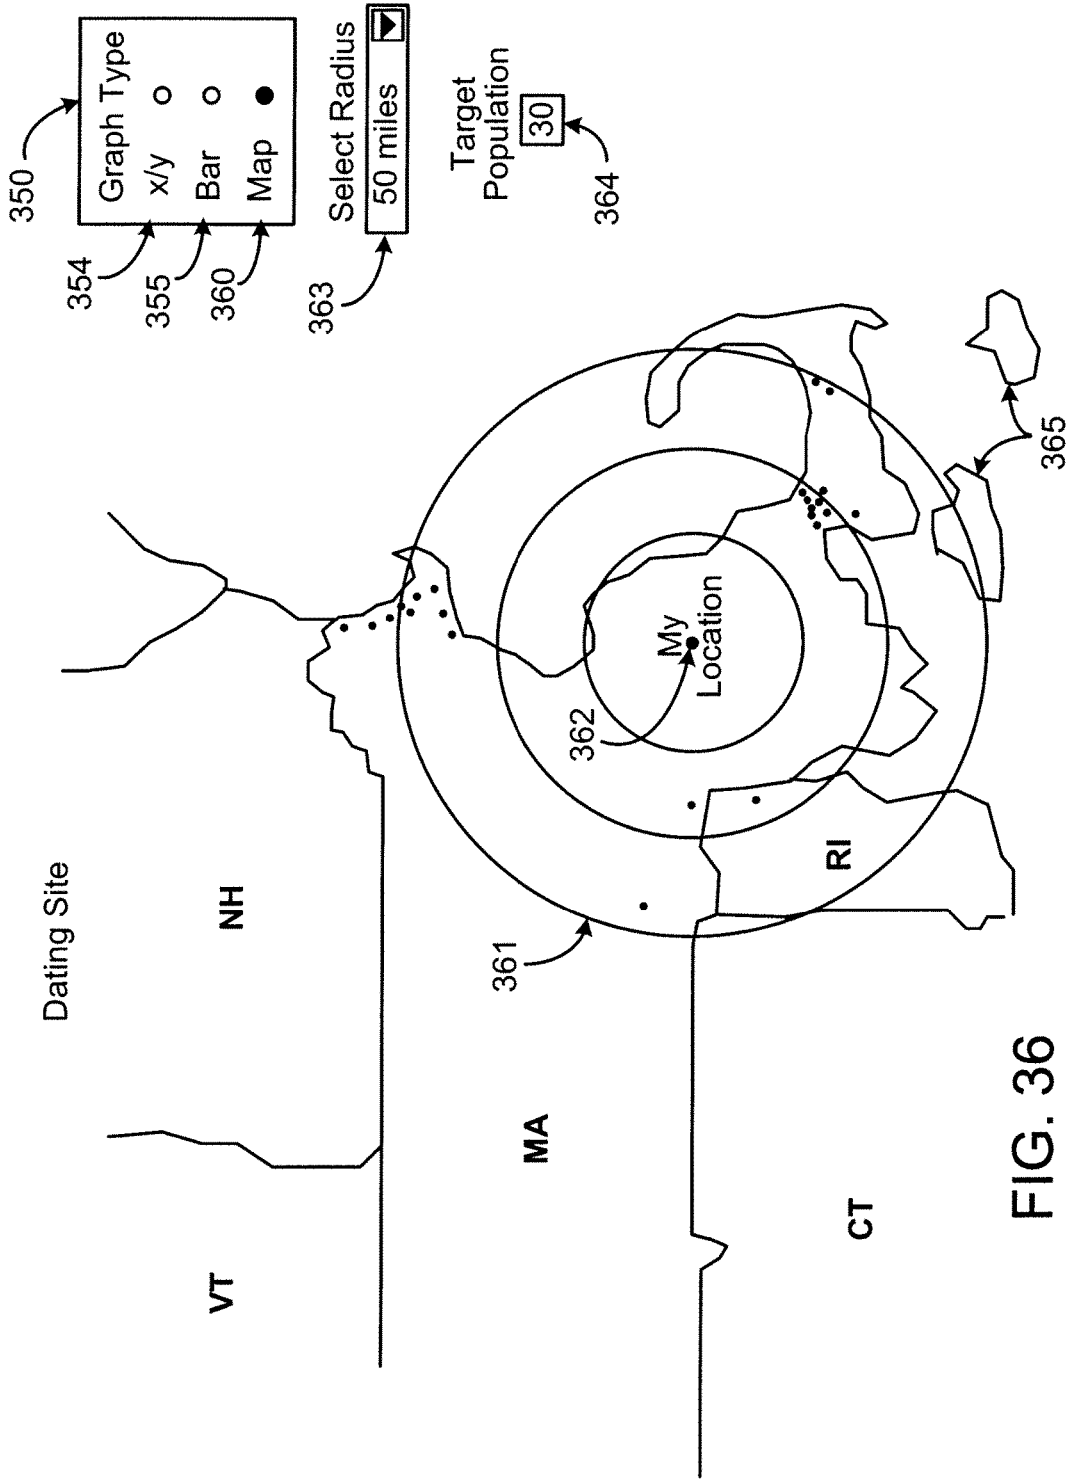 Dating Site
350
Graph Type
354
x/y
355
Bar
360
Map
VT
NH
363
Select Radius
50 miles
Target
Population
30
364
MA
361
362
My
Location
CT
RI
365
FIG. 36